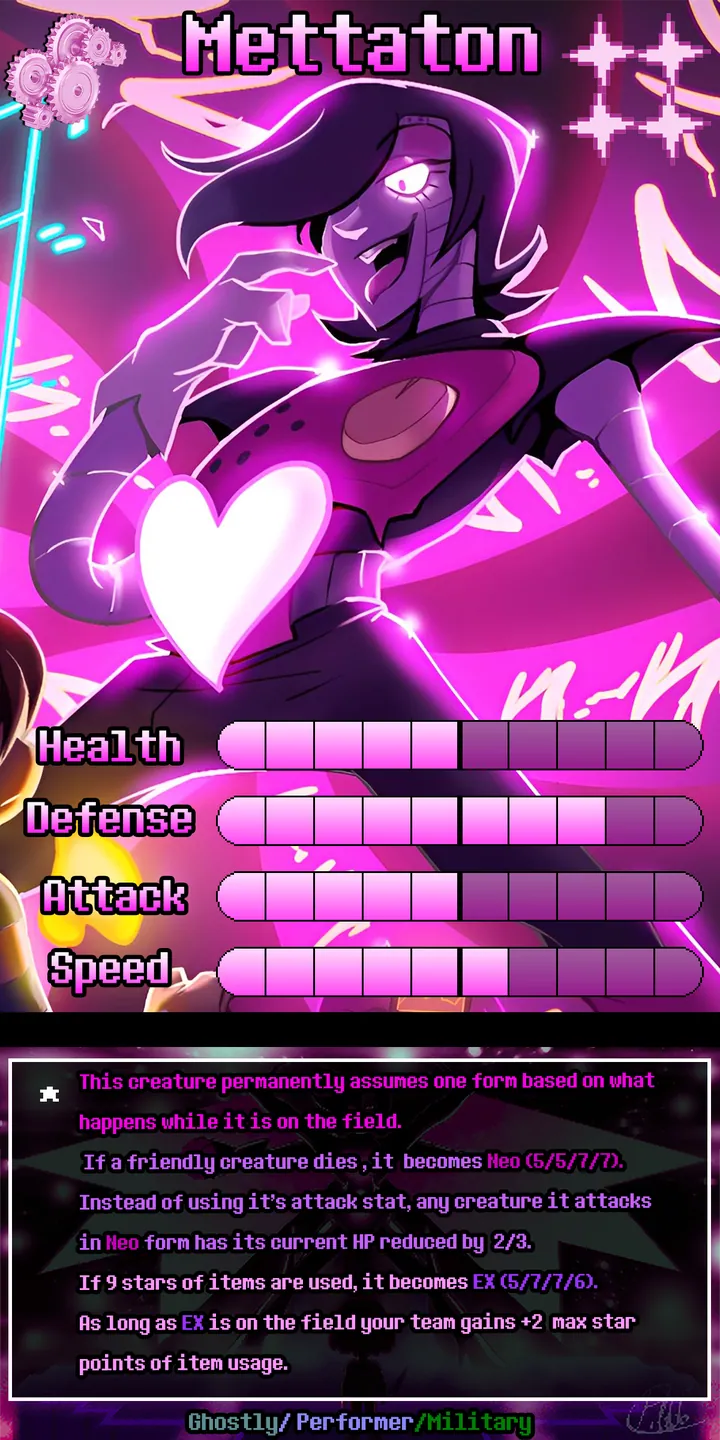 Mettaton
Health
Defense
Attack
Speed
This creature permanently assumes one form based on what
happens while it is on the field.
If a friendly creature dies, it becomes Neo (5/5/7/7).
Instead of using it's attack stat, any creature it attacks
in Neo form has its current HP reduced by 2/3.
If 9 stars of items are used, it becomes EX (5/7/7/6).
As long as EX is on the field your team gains +2 max star
points of item usage.
Ghostly/Performer/Military